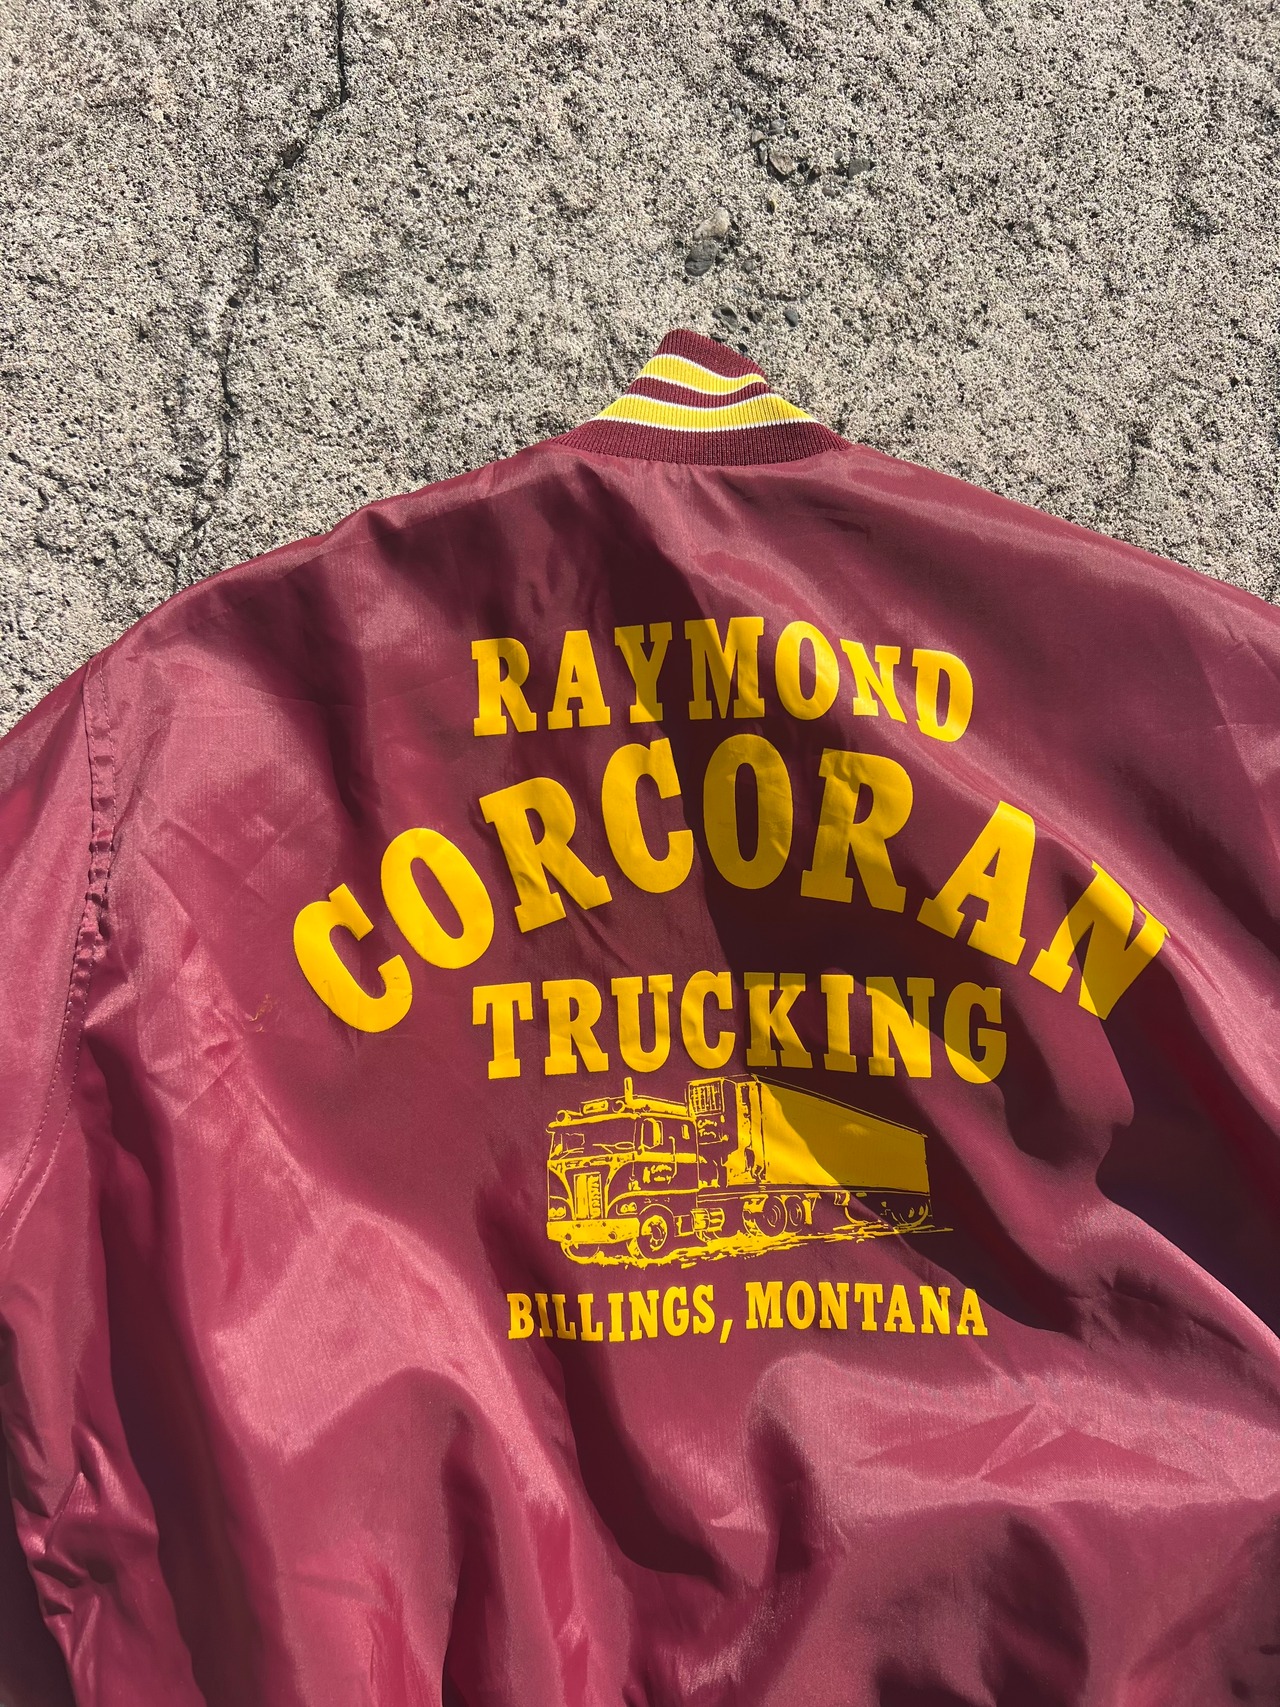 RAYMOND
CORCORAN
TRUCKING
BILLINGS, MONTANA